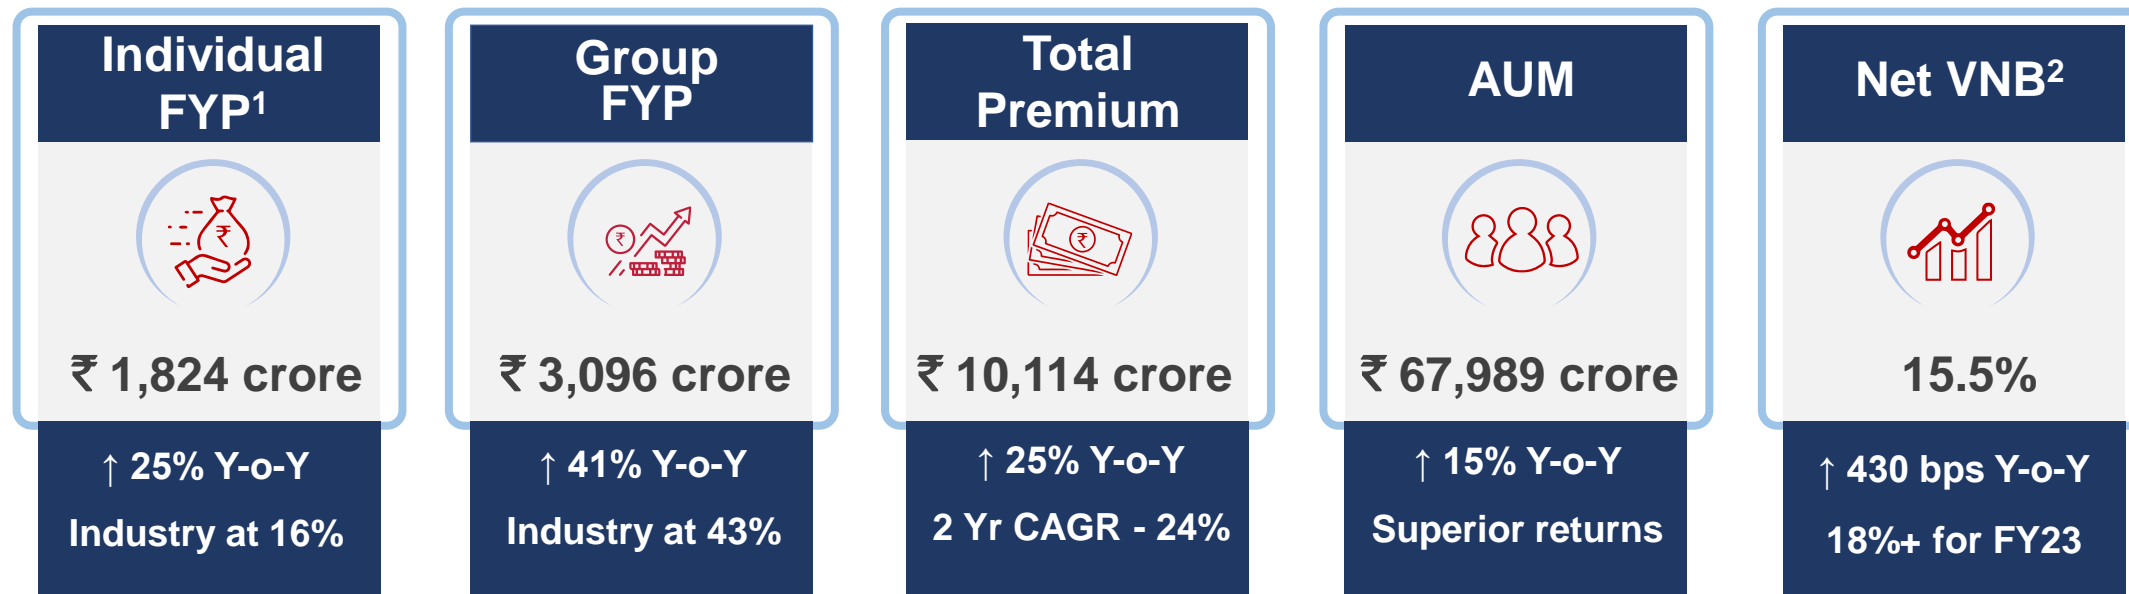 Individual
FYP¹
₹
₹ 1,824 crore
↑ 25% Y-o-Y
Industry at 16%
Group
FYP
₹
₹ 3,096 crore
↑ 41% Y-o-Y
Industry at 43%
Total
Premium
₹
₹ 10,114 crore
↑ 25% Y-o-Y
2 Yr CAGR - 24%
AUM
₹ 67,989 crore
↑ 15% Y-o-Y
Superior returns
Net VNB²
15.5%
↑ 430 bps Y-o-Y
18%+ for FY23